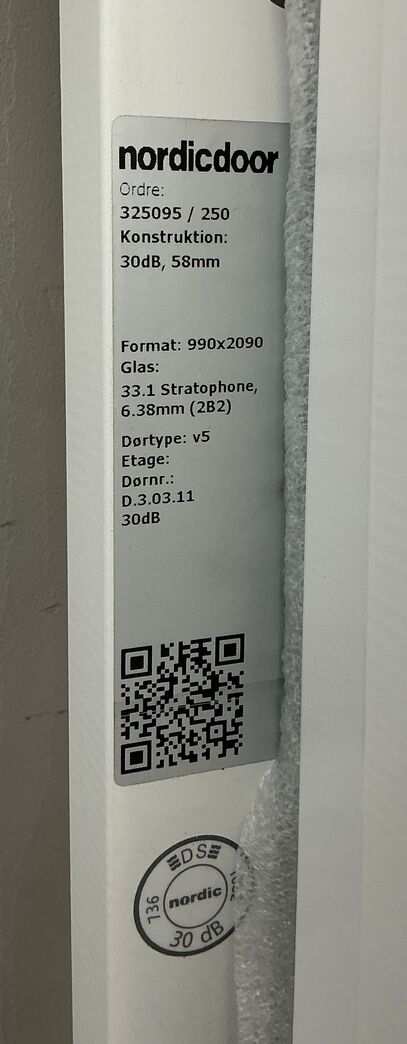 nordicdoor
Ordre:
325095 / 250
Konstruktion:
30dB, 58mm
Format: 990x2090
Glas:
33.1 Stratophone,
6.38mm (2B2)
Dørtype: v5
Etage:
Dørnr.:
D.3.03.11
30dB
DS
736
nordic
30 dB